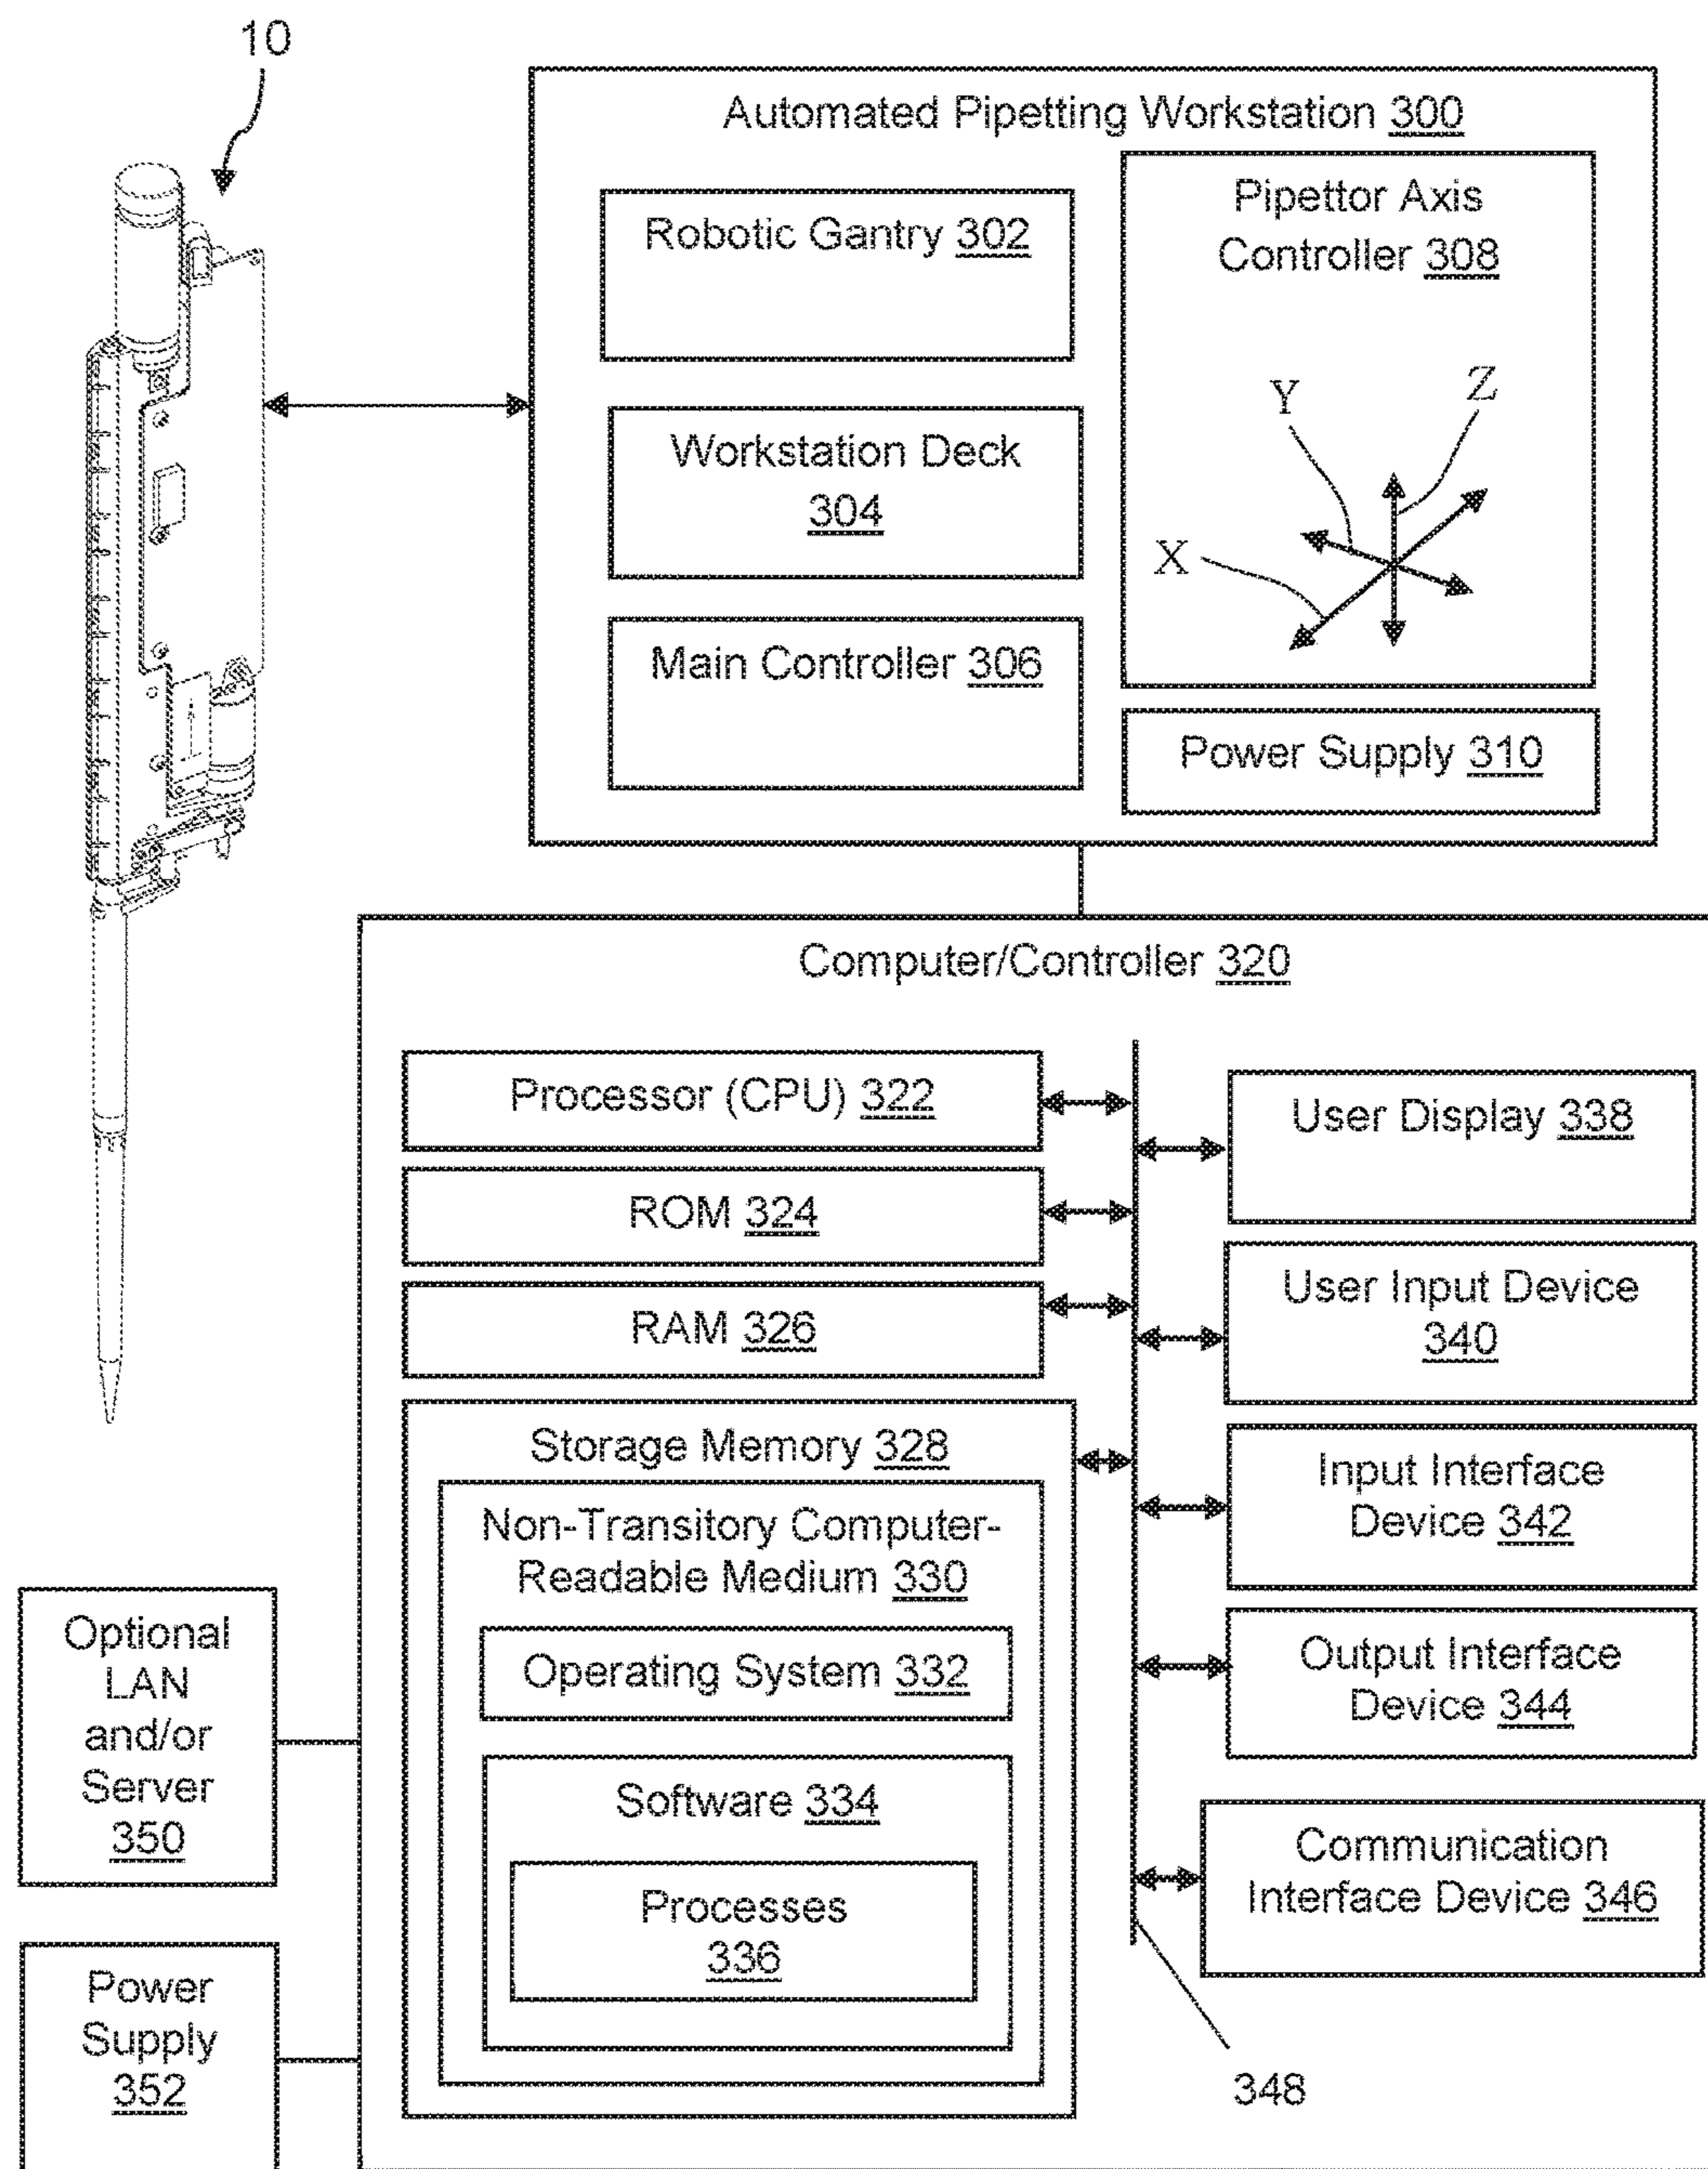 10
Automated Pipetting Workstation 300
Robotic Gantry 302
Pipettor Axis
Controller 308
Workstation Deck
304
Y
Z
X
Main Controller 306
Power Supply 310
Computer/Controller 320
Processor (CPU) 322
ROM 324
RAM 326
Storage Memory 328
Non-Transitory Computer-
Readable Medium 330
Operating System 332
Software 334
Processes
336
User Display 338
User Input Device
340
Input Interface
Device 342
Output Interface
Device 344
Communication
Interface Device 346
348
Optional
LAN
and/or
Server
350
Power
Supply
352